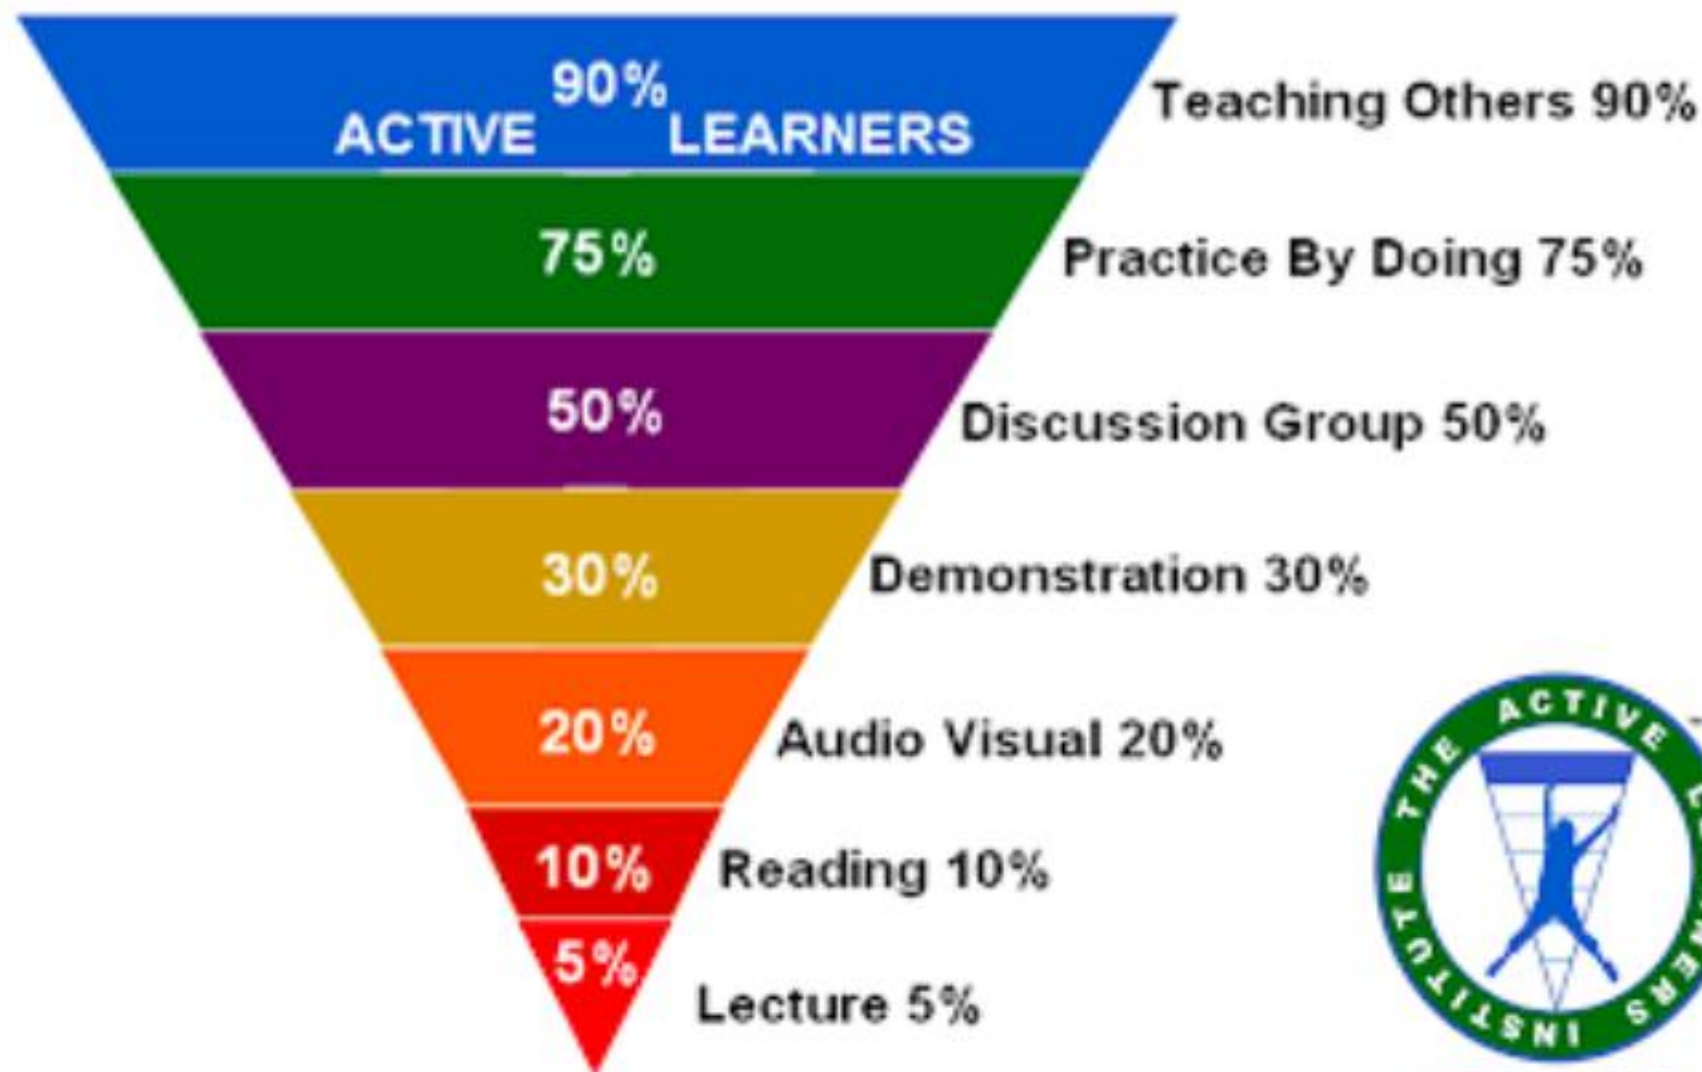 90%
ACTIVE LEARNERS
Teaching Others 90%
75%
Practice By Doing 75%
50%
Discussion Group 50%
30%
Demonstration 30%
20%
Audio Visual 20%
10%
Reading 10%
5%
Lecture 5%
THE ACTIVE
INSTITUTE